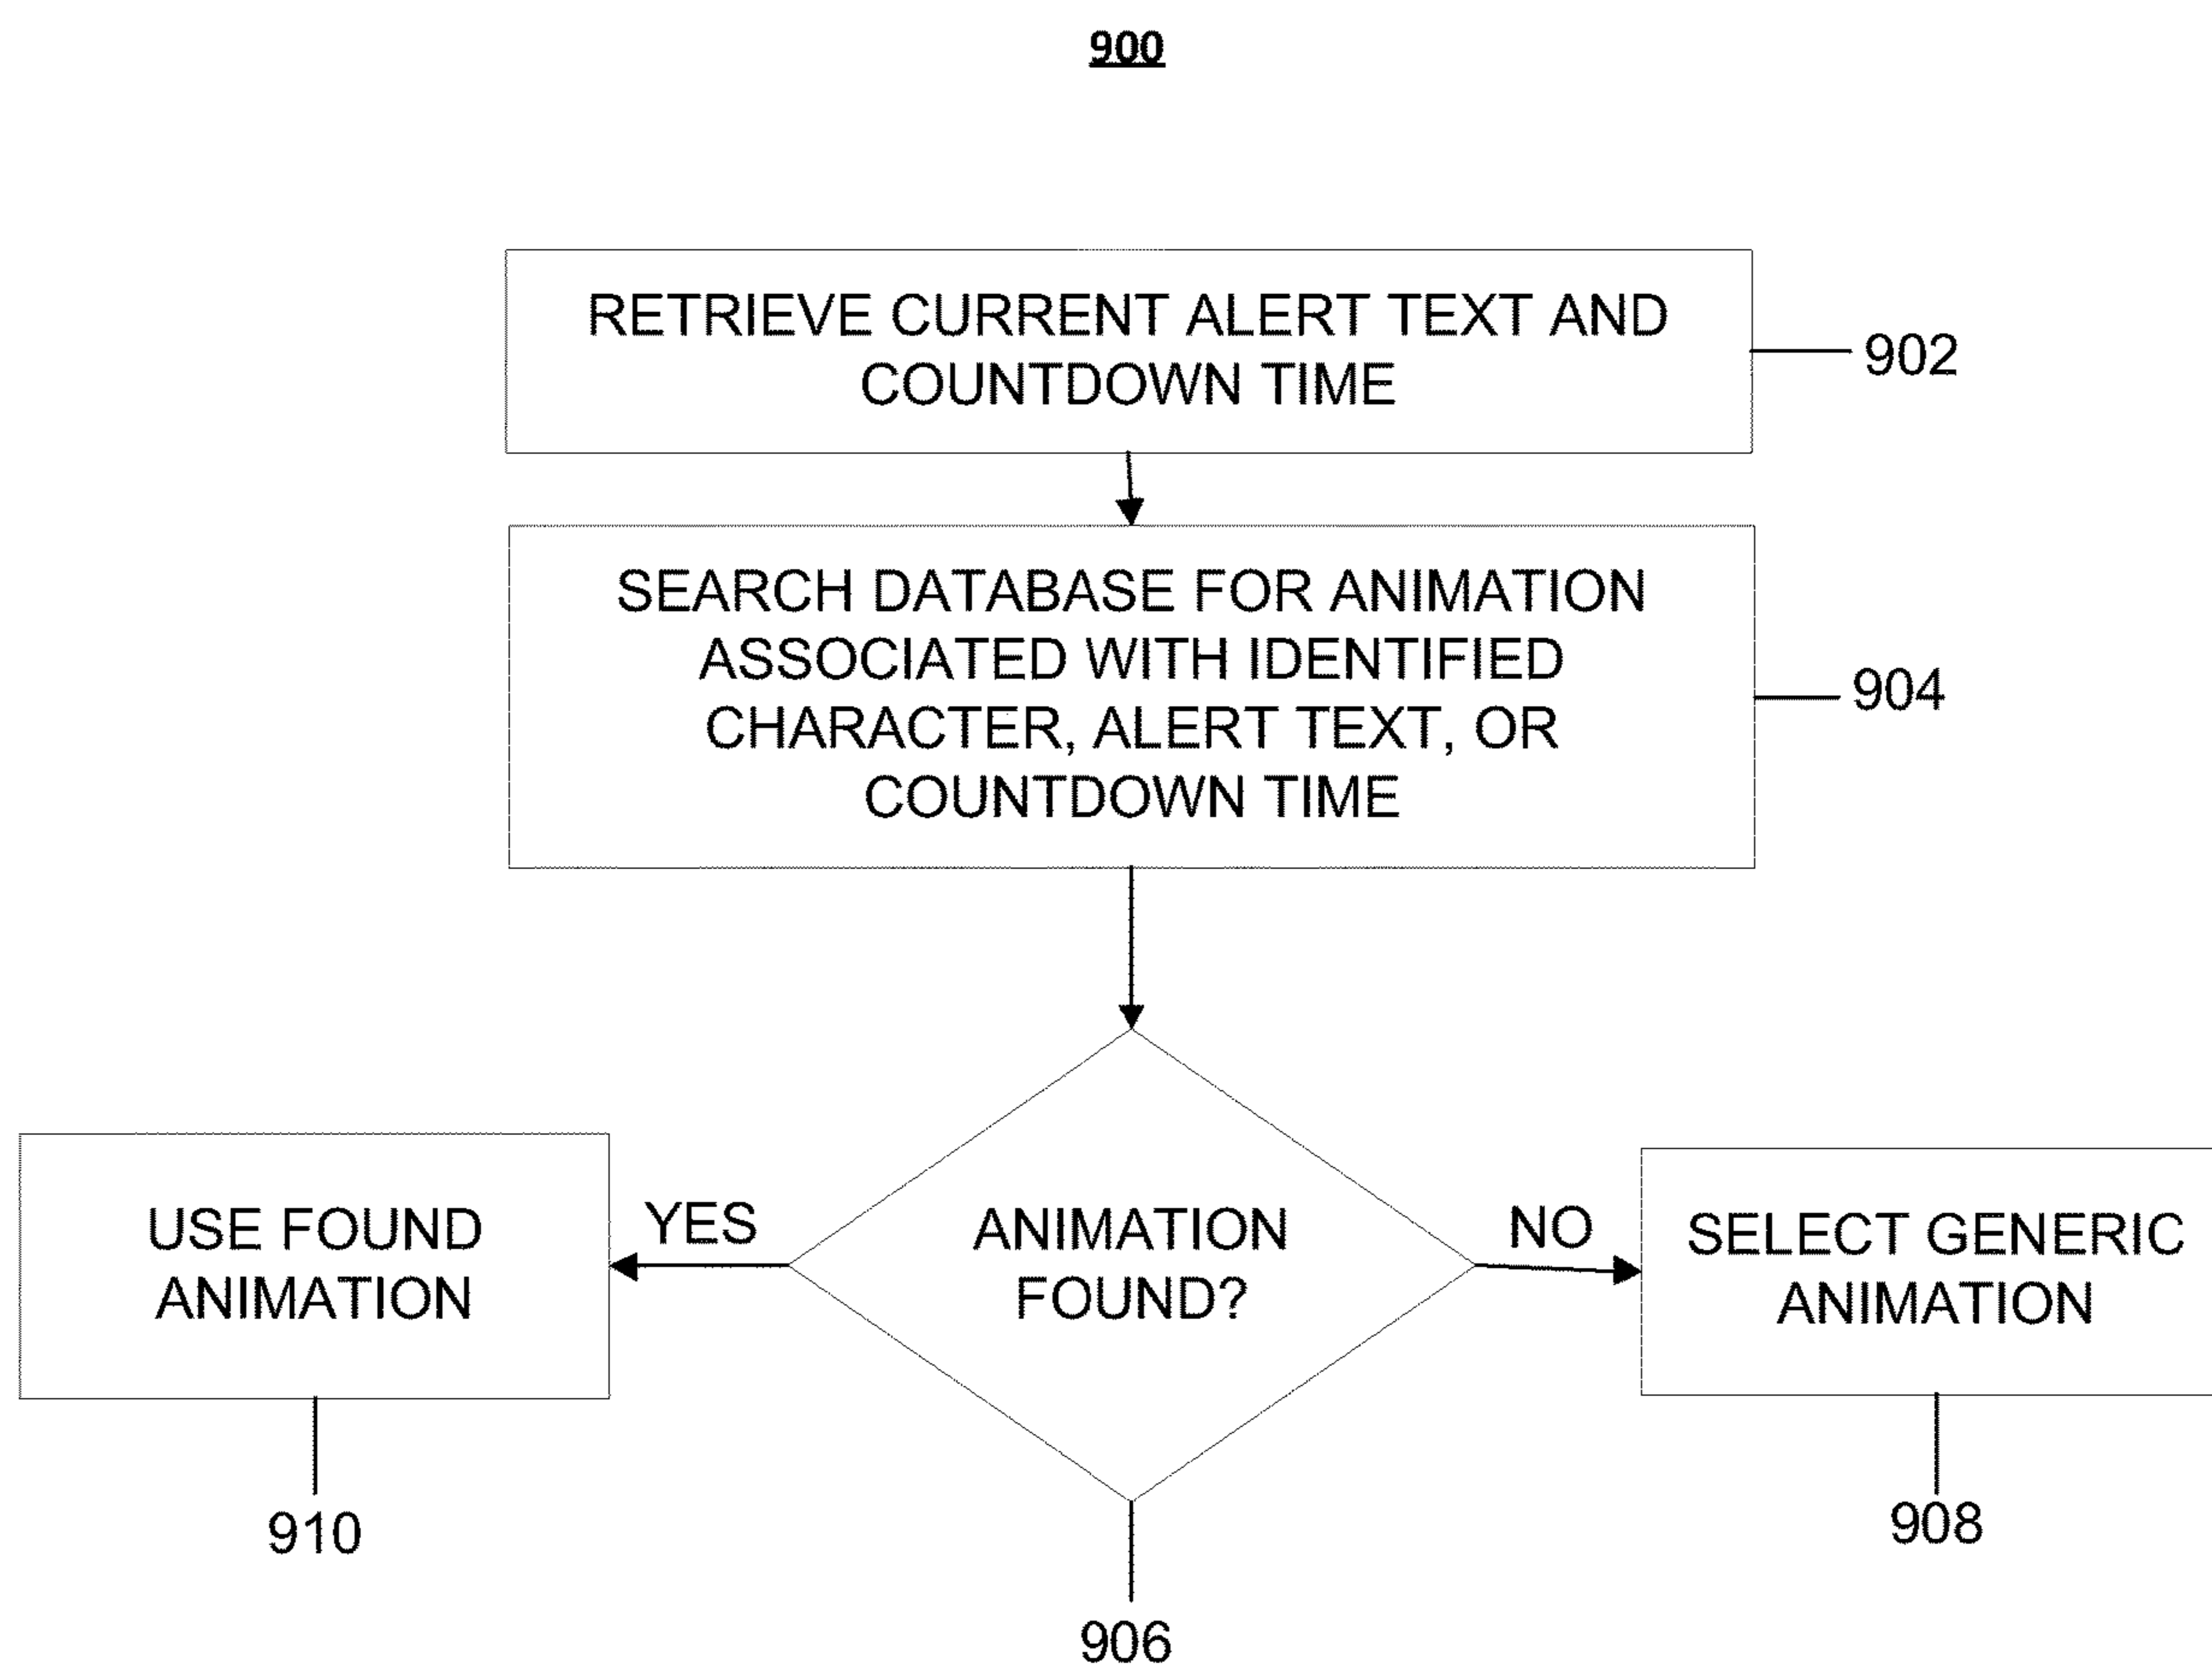 900
RETRIEVE CURRENT ALERT TEXT AND
COUNTDOWN TIME
902
SEARCH DATABASE FOR ANIMATION
ASSOCIATED WITH IDENTIFIED
CHARACTER, ALERT TEXT, OR
COUNTDOWN TIME
904
USE FOUND
ANIMATION
YES
ANIMATION
FOUND?
NO
SELECT GENERIC
ANIMATION
910
906
908